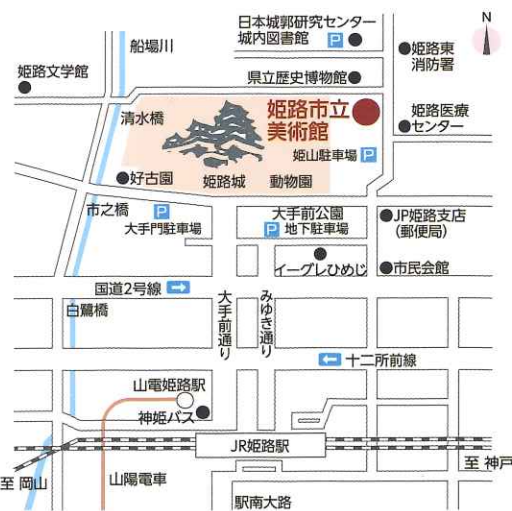 日本城郭研究センター
城内図書館 P
N
船場川
姫路東
消防署
姫路文学館
県立歴史博物館
清水橋
姫路市立
美術館
姫路医療
センター
姫山駐車場 P
好古園
姫路城
動物園
市之橋
P
大手門駐車場
大手前公園
P 地下駐車場
JP姫路支店
(郵便局)
イーグレひめじ
市民会館
国道2号線
白鷺橋
大手前通り
みゆき通り
十二所前線
山電姫路駅
神姫バス
JR姫路駅
至 岡山
山陽電車
至 神戸
駅南大路